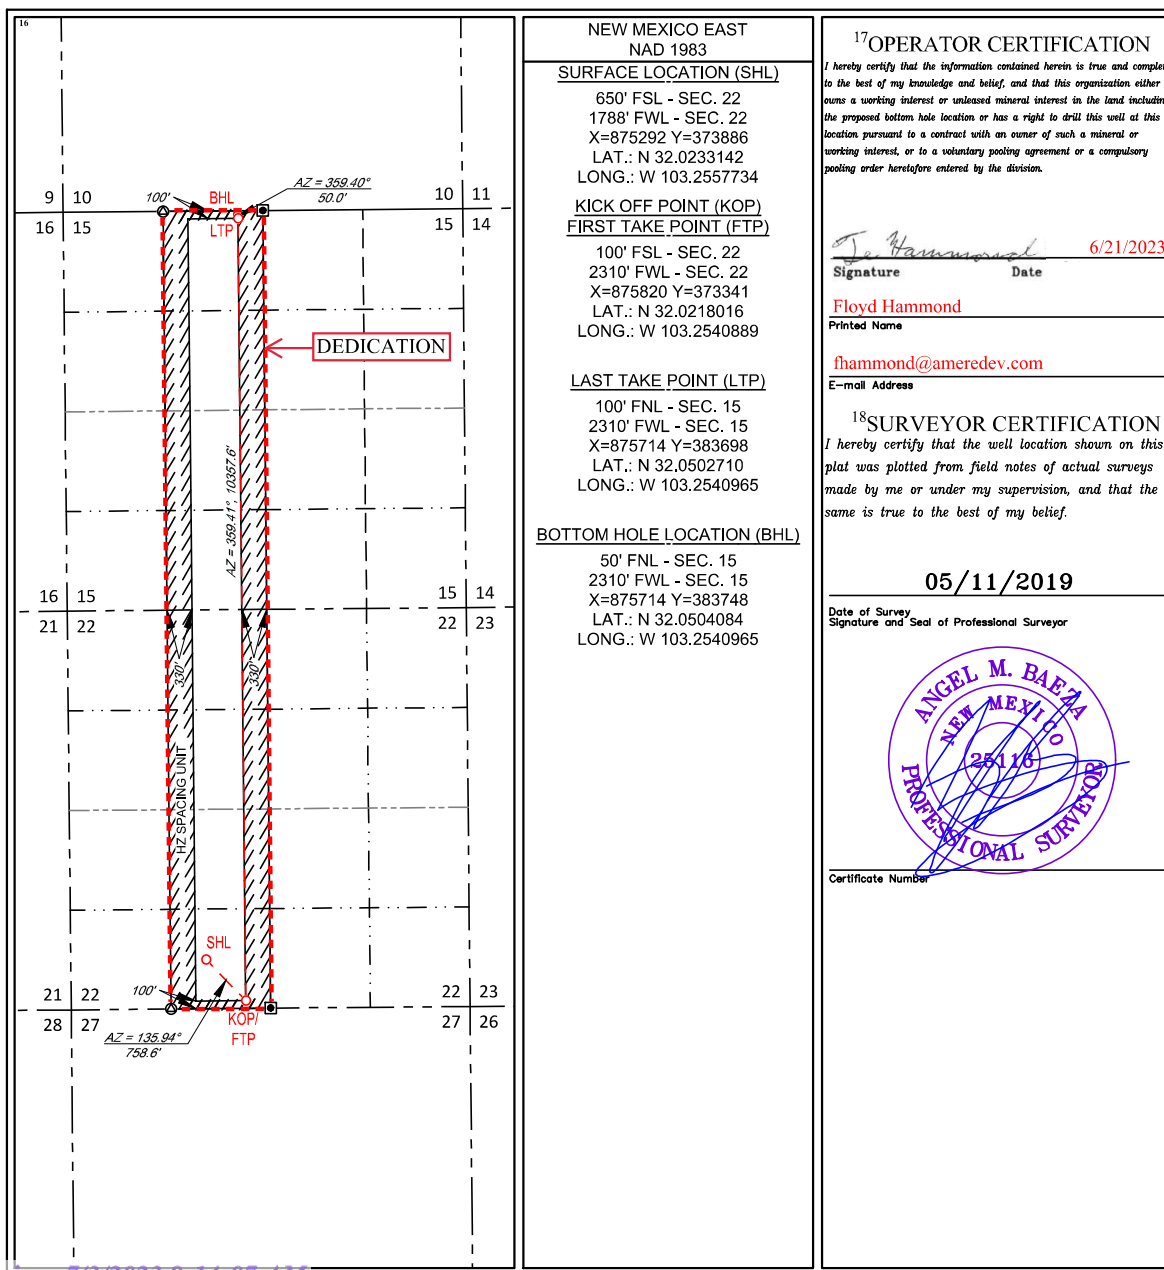 16
9 10
16 15
10 11
15 14
100'
BHL
LTP
AZ = 359.40°
50.0'
DEDICATION
AZ = 359.41°, 10357.6'
16 15
21 22
15 14
22 23
330'
330'
HZ SPACING UNIT
SHL
100'
21 22
28 27
22 23
27 26
KOP/
FTP
AZ = 135.94°
758.6'
NEW MEXICO EAST
NAD 1983
SURFACE LOCATION (SHL)
650' FSL - SEC. 22
1788' FWL - SEC. 22
X=875292 Y=373886
LAT.: N 32.0233142
LONG.: W 103.2557734
KICK OFF POINT (KOP)
FIRST TAKE POINT (FTP)
100' FSL - SEC. 22
2310' FWL - SEC. 22
X=875820 Y=373341
LAT.: N 32.0218016
LONG.: W 103.2540889
LAST TAKE POINT (LTP)
100' FNL - SEC. 15
2310' FWL - SEC. 15
X=875714 Y=383698
LAT.: N 32.0502710
LONG.: W 103.2540965
BOTTOM HOLE LOCATION (BHL)
50' FNL - SEC. 15
2310' FWL - SEC. 15
X=875714 Y=383748
LAT.: N 32.0504084
LONG.: W 103.2540965
17OPERATOR CERTIFICATION
I hereby certify that the information contained herein is true and comple
to the best of my knowledge and belief, and that this organization either
owns a working interest or unleased mineral interest in the land includin
the proposed bottom hole location or has a right to drill this well at this
location pursuant to a contract with an owner of such a mineral or
working interest, or to a voluntary pooling agreement or a compulsory
pooling order heretofore entered by the division.
Hammond 6/21/2023
Signature Date
Floyd Hammond
Printed Name
fhammond@ameredev.com
E-mail Address
18SURVEYOR CERTIFICATION
I hereby certify that the well location shown on this
plat was plotted from field notes of actual surveys
made by me or under my supervision, and that the
same is true to the best of my belief.
05/11/2019
Date of Survey
Signature and Seal of Professional Surveyor
ANGEL M. BAEZA
NEW MEXICO
25116
PROFESSIONAL SURVEYOR
Certificate Number